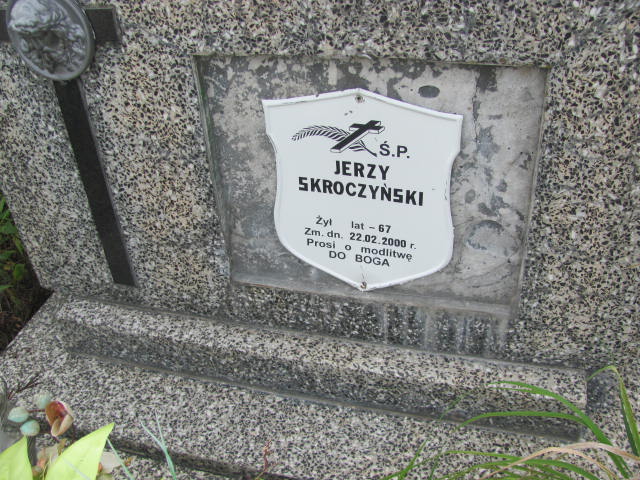 Ś.P.
JERZY
SKROCZYŃSKI
Żył lat - 67
Zm. dn. 22.02.2000 r.
Prosi o modlitwę
DO BOGA